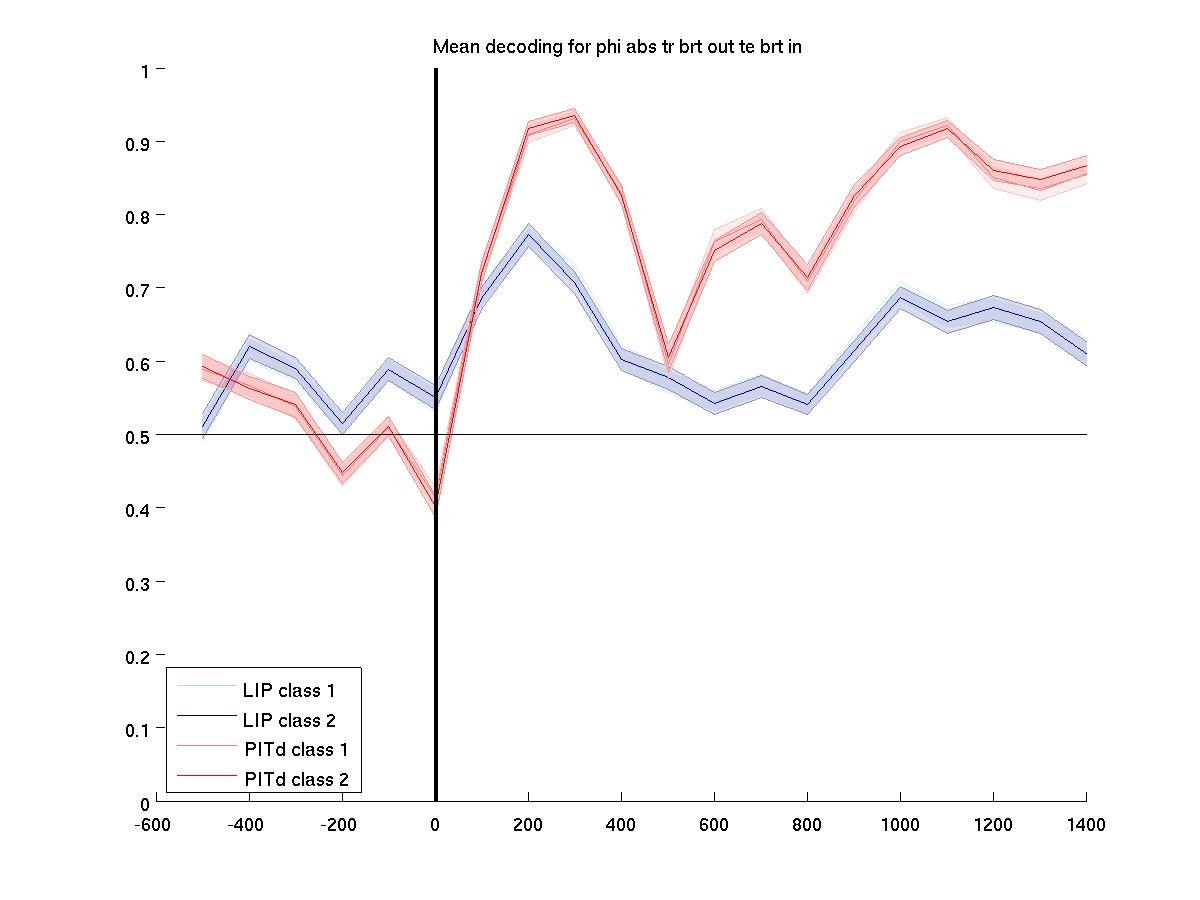 Mean decoding for phi abs tr brt out te brt in
1
0.9
0.8
0.7
0.6
0.5
0.4
0.3
0.2
0.1
0
LIP class 1
LIP class 2
PITd class 1
PITd class 2
-600 -400 -200 0 200 400 600 800 1000 1200 1400